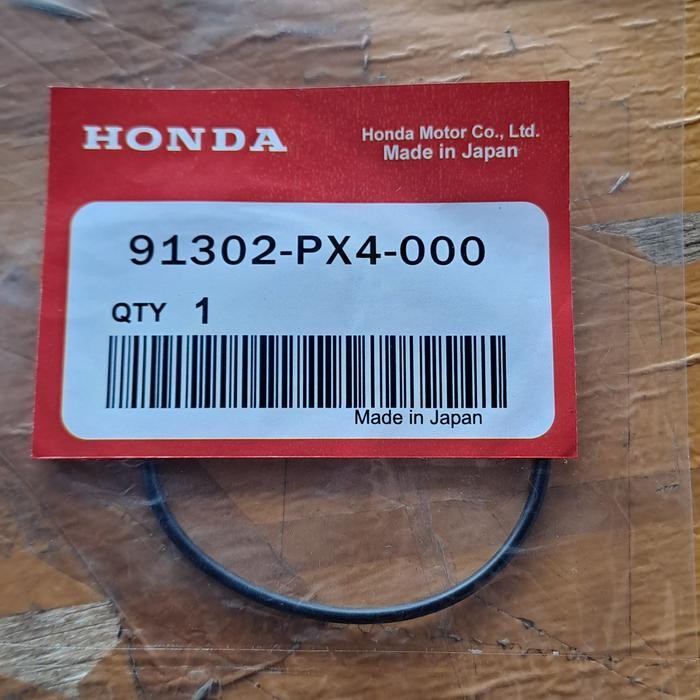 HONDA
Honda Motor Co., Ltd.
Made in Japan
91302-PX4-000
QTY 1
Made in Japan